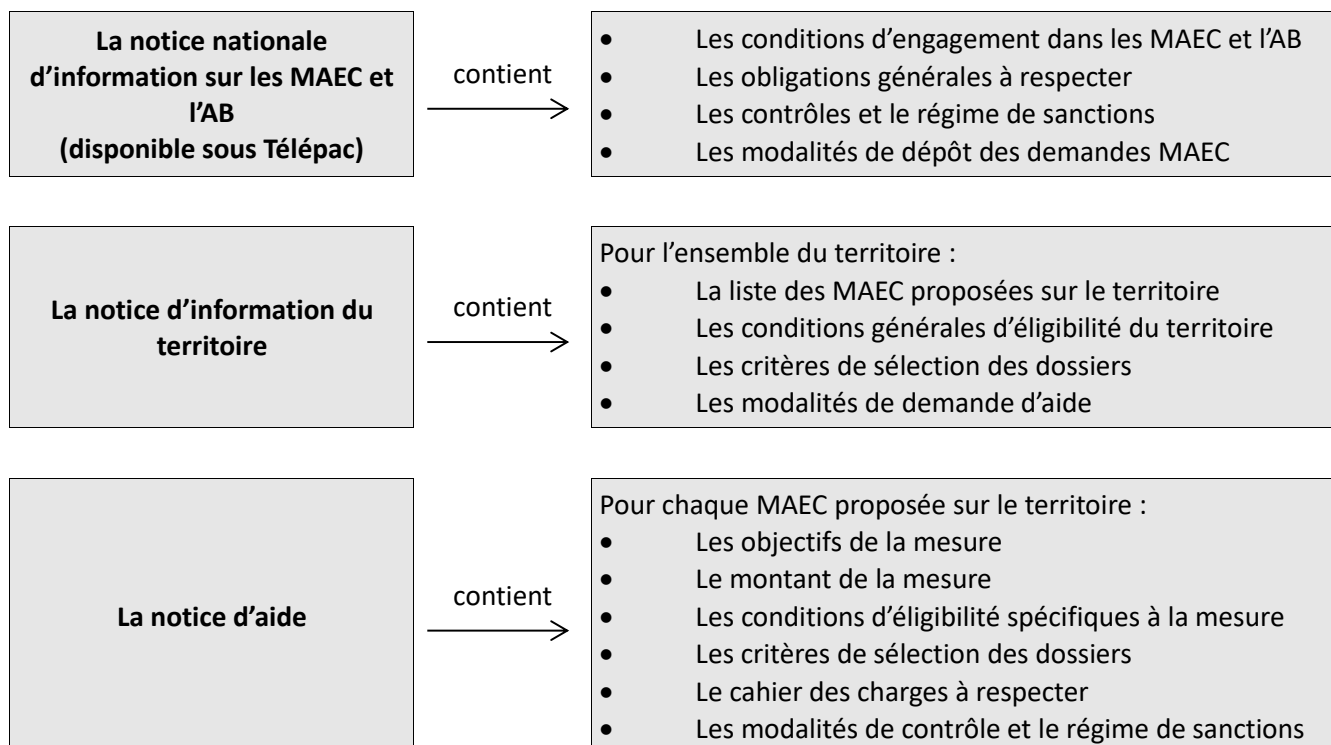 La notice nationale
d’information sur les MAEC et
l’AB
(disponible sous Télépac)
contient
• Les conditions d’engagement dans les MAEC et l’AB
• Les obligations générales à respecter
• Les contrôles et le régime de sanctions
• Les modalités de dépôt des demandes MAEC
La notice d’information du
territoire
contient
Pour l’ensemble du territoire :
• La liste des MAEC proposées sur le territoire
• Les conditions générales d’éligibilité du territoire
• Les critères de sélection des dossiers
• Les modalités de demande d’aide
La notice d’aide
contient
Pour chaque MAEC proposée sur le territoire :
• Les objectifs de la mesure
• Le montant de la mesure
• Les conditions d’éligibilité spécifiques à la mesure
• Les critères de sélection des dossiers
• Le cahier des charges à respecter
• Les modalités de contrôle et le régime de sanctions